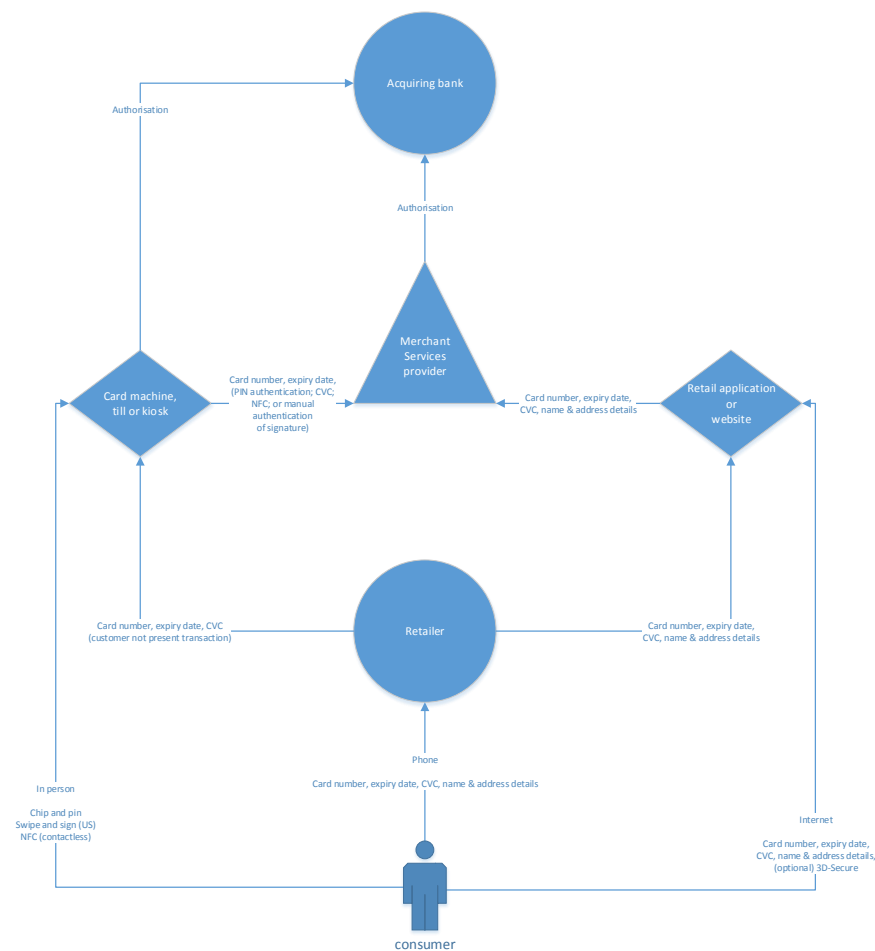 Acquiring bank
Authorisation
Authorisation
Merchant
Services
provider
Card number, expiry date,
(PIN authentication; CVC;
NFC; or manual
authentication
of signature)
Card machine,
till or kiosk
Card number, expiry date,
CVC, name & address details
Retail application
or
website
Card number, expiry date, CVC
(customer not present transaction)
Retailer
Card number, expiry date,
CVC, name & address details
Phone
Card number, expiry date, CVC, name & address details
In person
Chip and pin
Swipe and sign (US)
NFC (contactless)
Internet
Card number, expiry date,
CVC, name & address details,
(optional) 3D-Secure
consumer